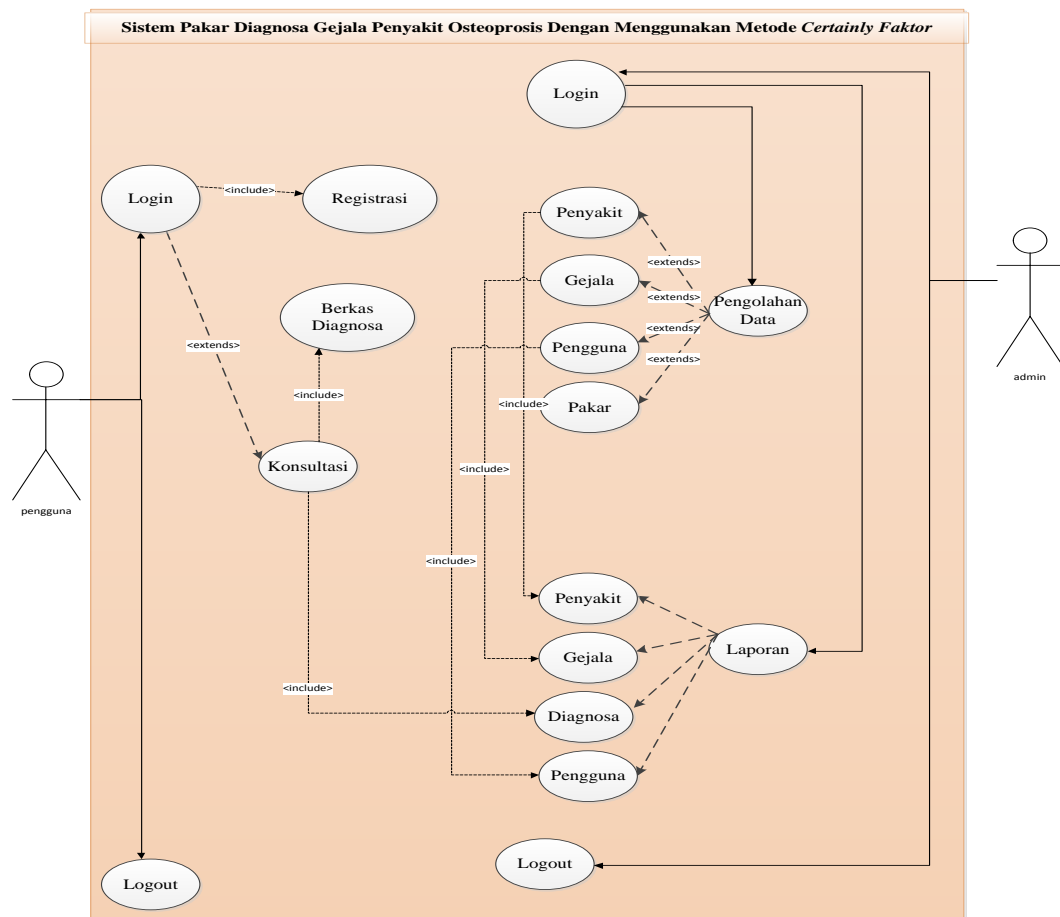 Sistem Pakar Diagnosa Gejala Penyakit Osteoprosis Dengan Menggunakan Metode Certainly Faktor
Login
Login
<include>
Registrasi
Penyakit
<extends>
Gejala
<extends>
Pengolahan
Data
Berkas
Diagnosa
<extends>
<extends>
Pengguna
<extends>
admin
<include>
Pakar
<include>
Konsultasi
<include>
pengguna
<include>
Penyakit
Gejala
Laporan
<include>
Diagnosa
Pengguna
Logout
Logout